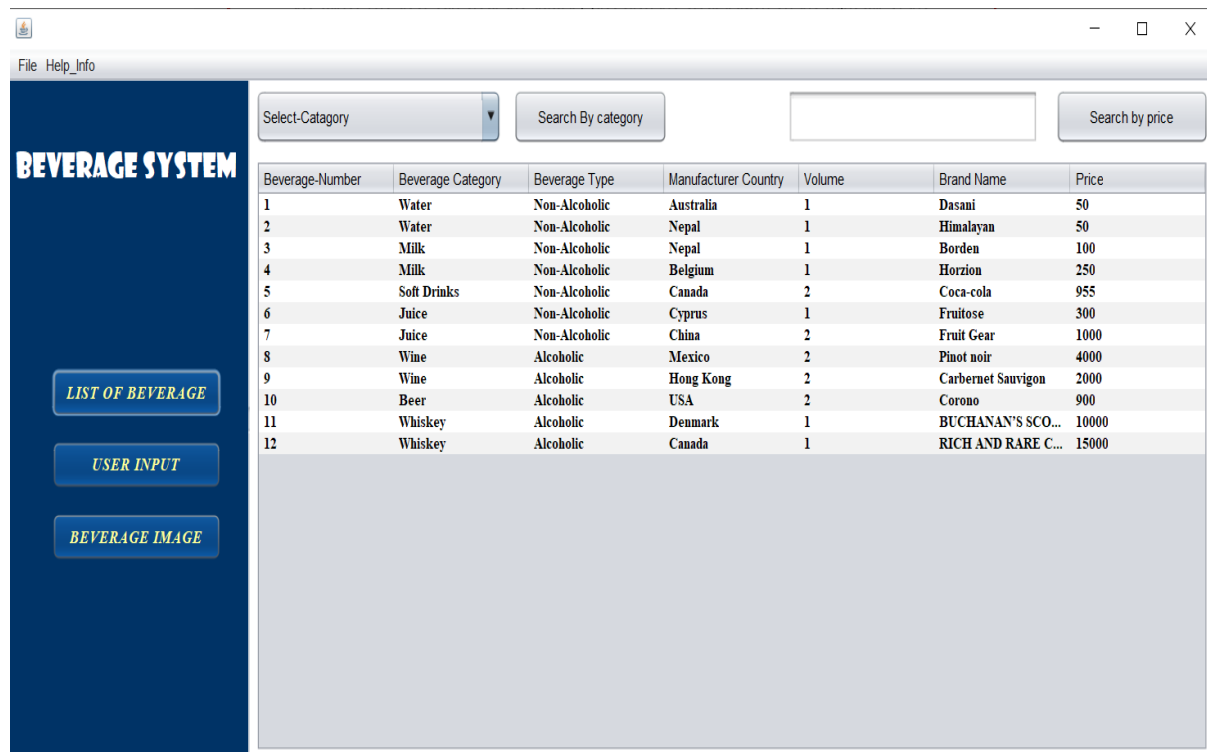 File Help_Info
Select-Catagory Search By category Search by price
BEVERAGE SYSTEM
Beverage-Number Beverage Category Beverage Type Manufacturer Country Volume Brand Name Price
1 Water Non-Alcoholic Australia 1 Dasani 50
2 Water Non-Alcoholic Nepal 1 Himalayan 50
3 Milk Non-Alcoholic Nepal 1 Borden 100
4 Milk Non-Alcoholic Belgium 1 Horzion 250
5 Soft Drinks Non-Alcoholic Canada 2 Coca-cola 955
6 Juice Non-Alcoholic Cyprus 1 Fruitose 300
7 Juice Non-Alcoholic China 2 Fruit Gear 1000
8 Wine Alcoholic Mexico 2 Pinot noir 4000
9 Wine Alcoholic Hong Kong 2 Carbernet Sauvigon 2000
10 Beer Alcoholic USA 2 Corono 900
11 Whiskey Alcoholic Denmark 1 BUCHANAN'S SCO... 10000
12 Whiskey Alcoholic Canada 1 RICH AND RARE C... 15000
LIST OF BEVERAGE
USER INPUT
BEVERAGE IMAGE